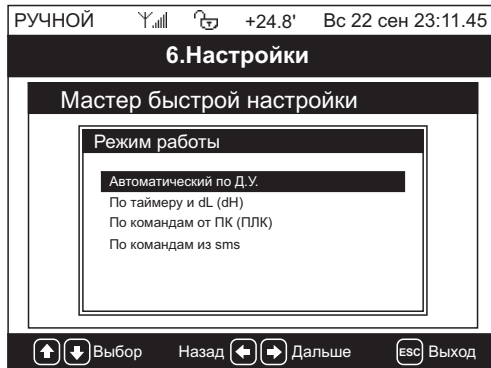 РУЧНОЙ +24.8' Вс 22 сен 23:11.45
6.Настройки
Мастер быстрой настройки
Режим работы
Автоматический по Д.У.
По таймеру и dL (dH)
По командам от ПК (ПЛК)
По командам из sms
Выбор Назад Дальше ESC Выход